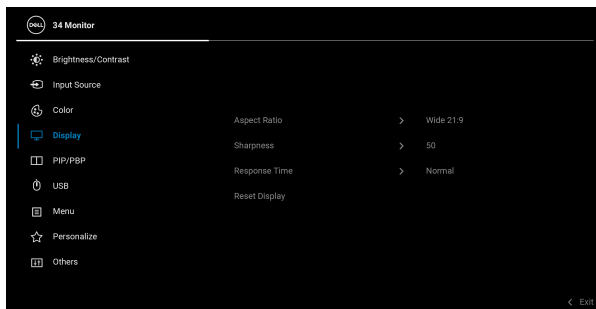 DELL 34 Monitor
Brightness/Contrast
Input Source
Color
Display
PIP/PBP
USB
Menu
Personalize
Others
Aspect Ratio > Wide 21:9
Sharpness > 50
Response Time > Normal
Reset Display
< Exit